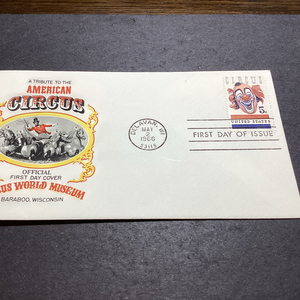 A TRIBUTE TO THE
AMERICAN
CIRCUS
OFFICIAL
FIRST DAY COVER
US WORLD MUSEUM
BARABOO, WISCONSIN
DELAVAN, WI
MAY
2
1966
53115
CIRCUS
5c
UNITED STATES
FIRST DAY OF ISSUE